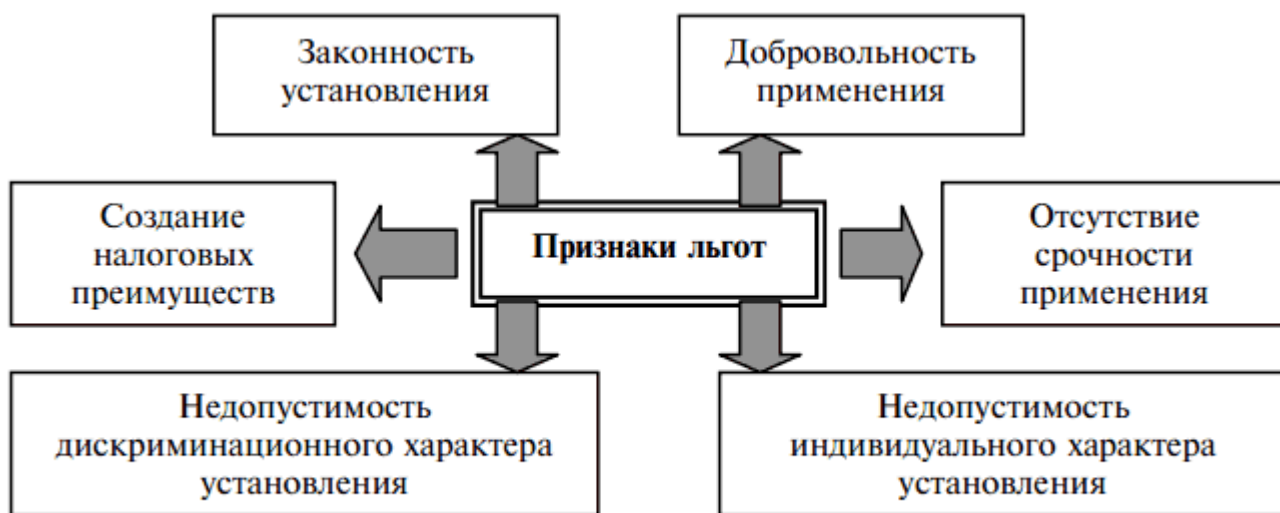 Законность
установления
Добровольность
применения
Создание
налоговых
преимуществ
Признаки льгот
Отсутствие
срочности
применения
Недопустимость
дискриминационного характера
установления
Недопустимость
индивидуального характера
установления